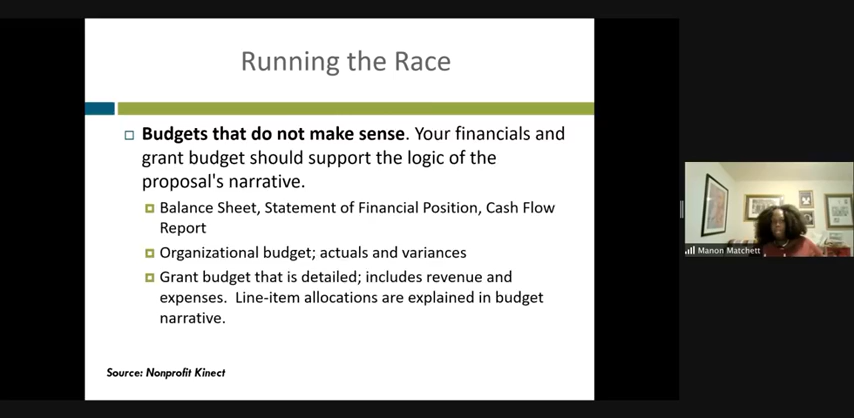 Running the Race
Budgets that do not make sense. Your financials and
grant budget should support the logic of the
proposal's narrative.
Balance Sheet, Statement of Financial Position, Cash Flow
Report
Organizational budget; actuals and variances
Grant budget that is detailed; includes revenue and
expenses. Line-item allocations are explained in budget
narrative.
Source: Nonprofit Kinect
Manon Matchett